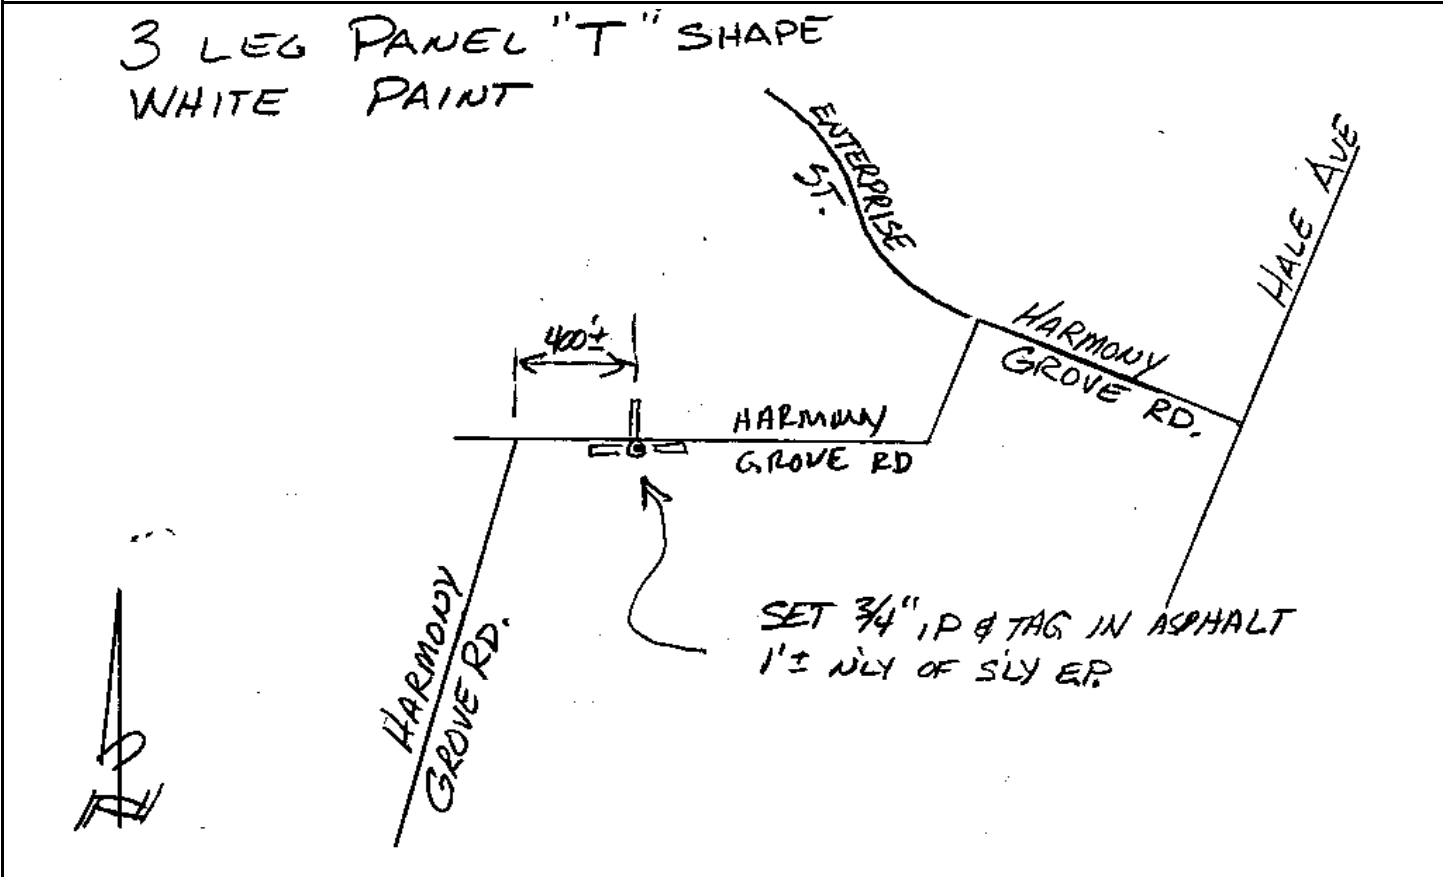 3 LEG PANEL "T" SHAPE
WHITE PAINT
ENTERPRISE
ST.
HALE AVE
400'±
HARMONY
GROVE RD.
HARMONY
GROVE RD
HARMONY
GROVE RD.
SET 3/4" IP & TAG IN ASPHALT
1'± N'LY OF S'LY E.P.